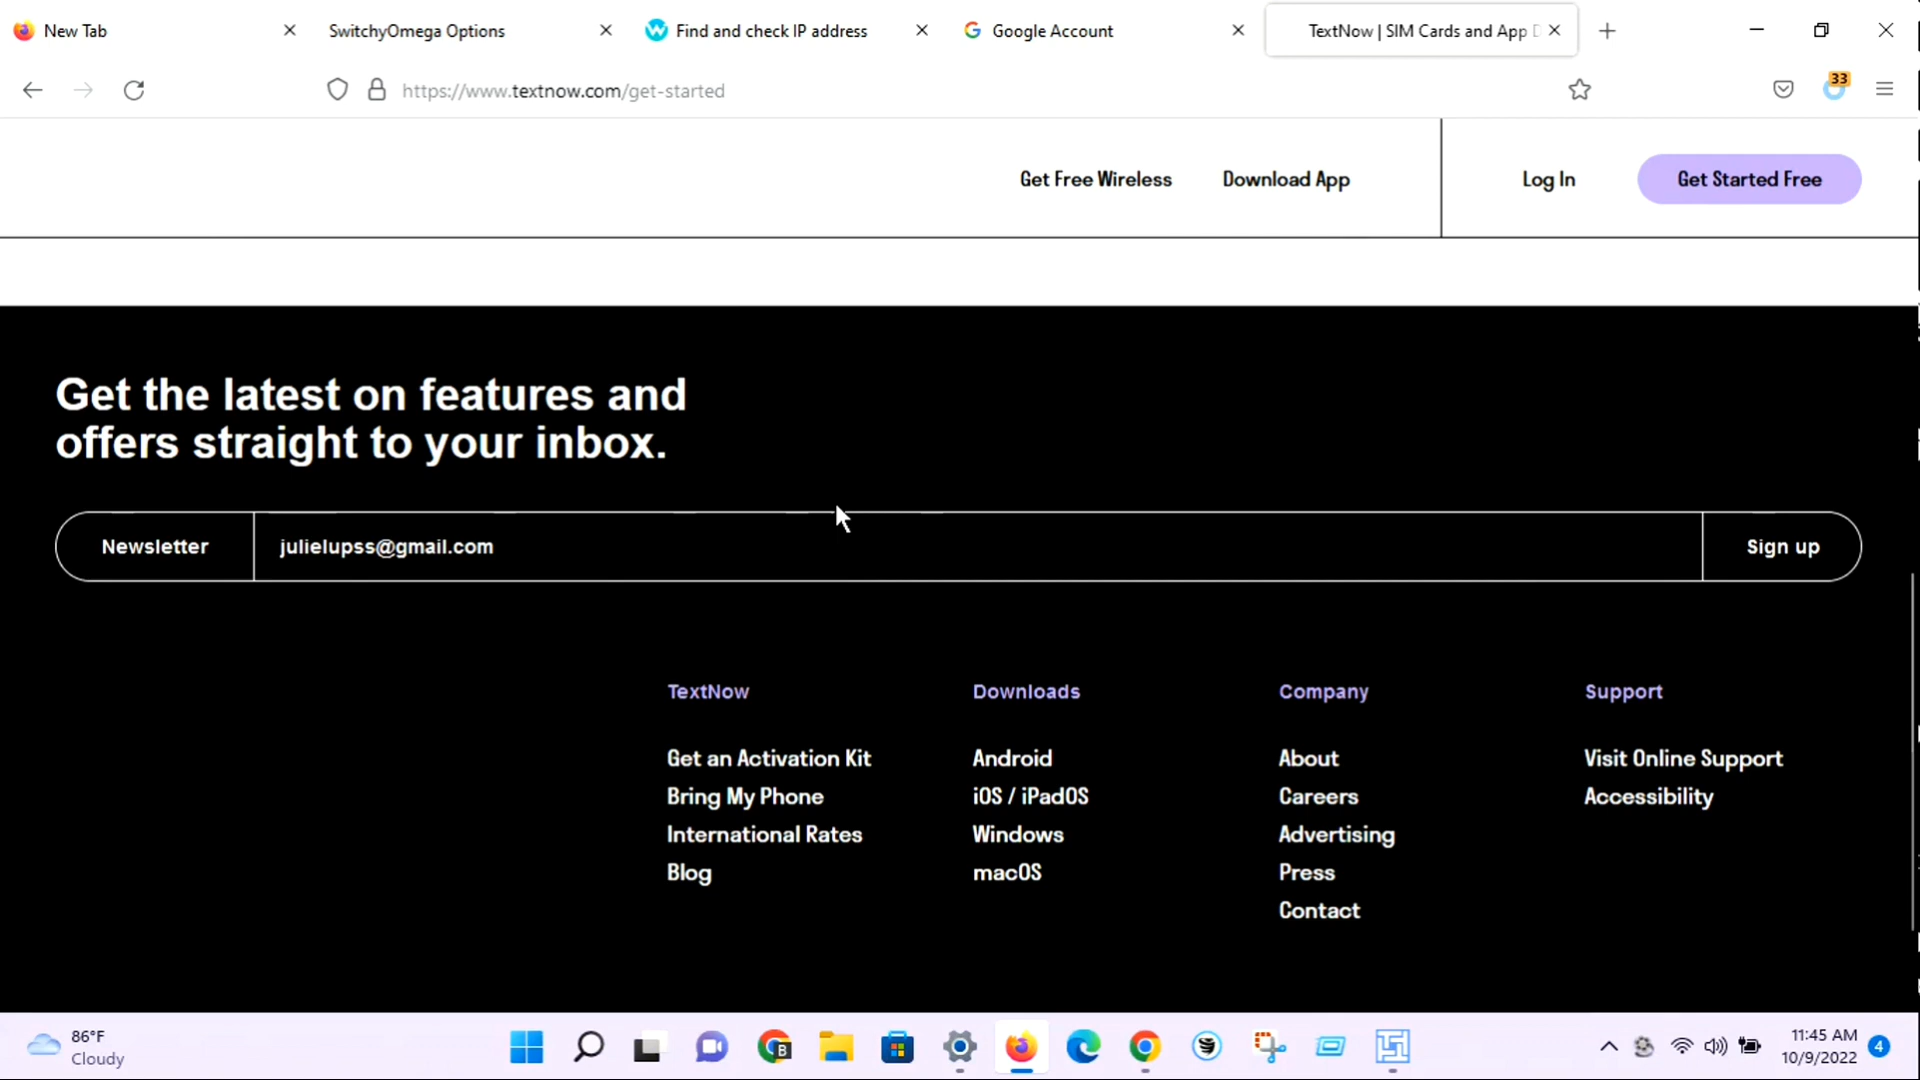 New Tab
SwitchyOmega Options
Find and check IP address
Google Account
TextNow | SIM Cards and App D
https://www.textnow.com/get-started
33
Get Free Wireless
Download App
Log In
Get Started Free
Get the latest on features and
offers straight to your inbox.
Newsletter
julielupss@gmail.com
Sign up
TextNow
Get an Activation Kit
Bring My Phone
International Rates
Blog
Downloads
Android
iOS / iPadOS
Windows
macOS
Company
About
Careers
Advertising
Press
Contact
Support
Visit Online Support
Accessibility
86°F
Cloudy
B
11:45 AM
10/9/2022
4